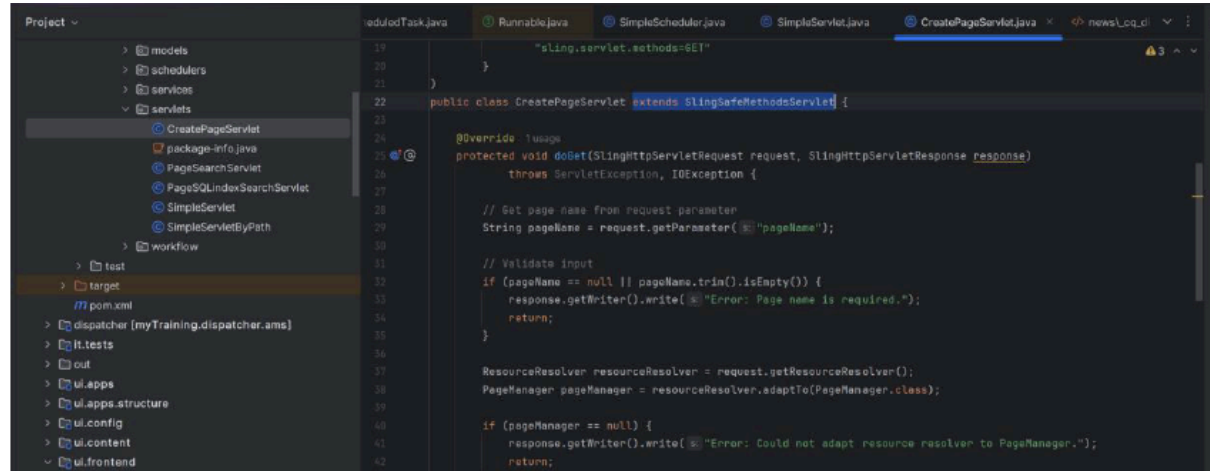 Project
eduledTask.java Runnable.java SimpleScheduler.java SimpleServlet.java CreatePageServlet.java news\_cq_di
models
schedulers
services
servlets
CreatePageServlet
package-info.java
PageSearchServlet
PageSQLindexSearchServlet
SimpleServlet
SimpleServletByPath
workflow
test
target
pom.xml
dispatcher [myTraining.dispatcher.ams]
it.tests
out
ui.apps
ui.apps.structure
ui.config
ui.content
ui.frontend
19 "sling.servlet.methods=GET"
3
20 }
21 )
22 public class CreatePageServlet extends SlingSafeMethodsServlet {
23
24 @Override 1 usage
25 protected void doGet(SlingHttpServletRequest request, SlingHttpServletResponse response)
26 throws ServletException, IOException {
27
28 // Get page name from request parameter
29 String pageName = request.getParameter( s: "pageName");
30
31 // Validate input
32 if (pageName == null || pageName.trim().isEmpty()) {
33 response.getWriter().write( s: "Error: Page name is required.");
34 return;
35 }
36
37 ResourceResolver resourceResolver = request.getResourceResolver();
38 PageManager pageManager = resourceResolver.adaptTo(PageManager.class);
39
40 if (pageManager == null) {
41 response.getWriter().write( s: "Error: Could not adapt resource resolver to PageManager.");
42 return;